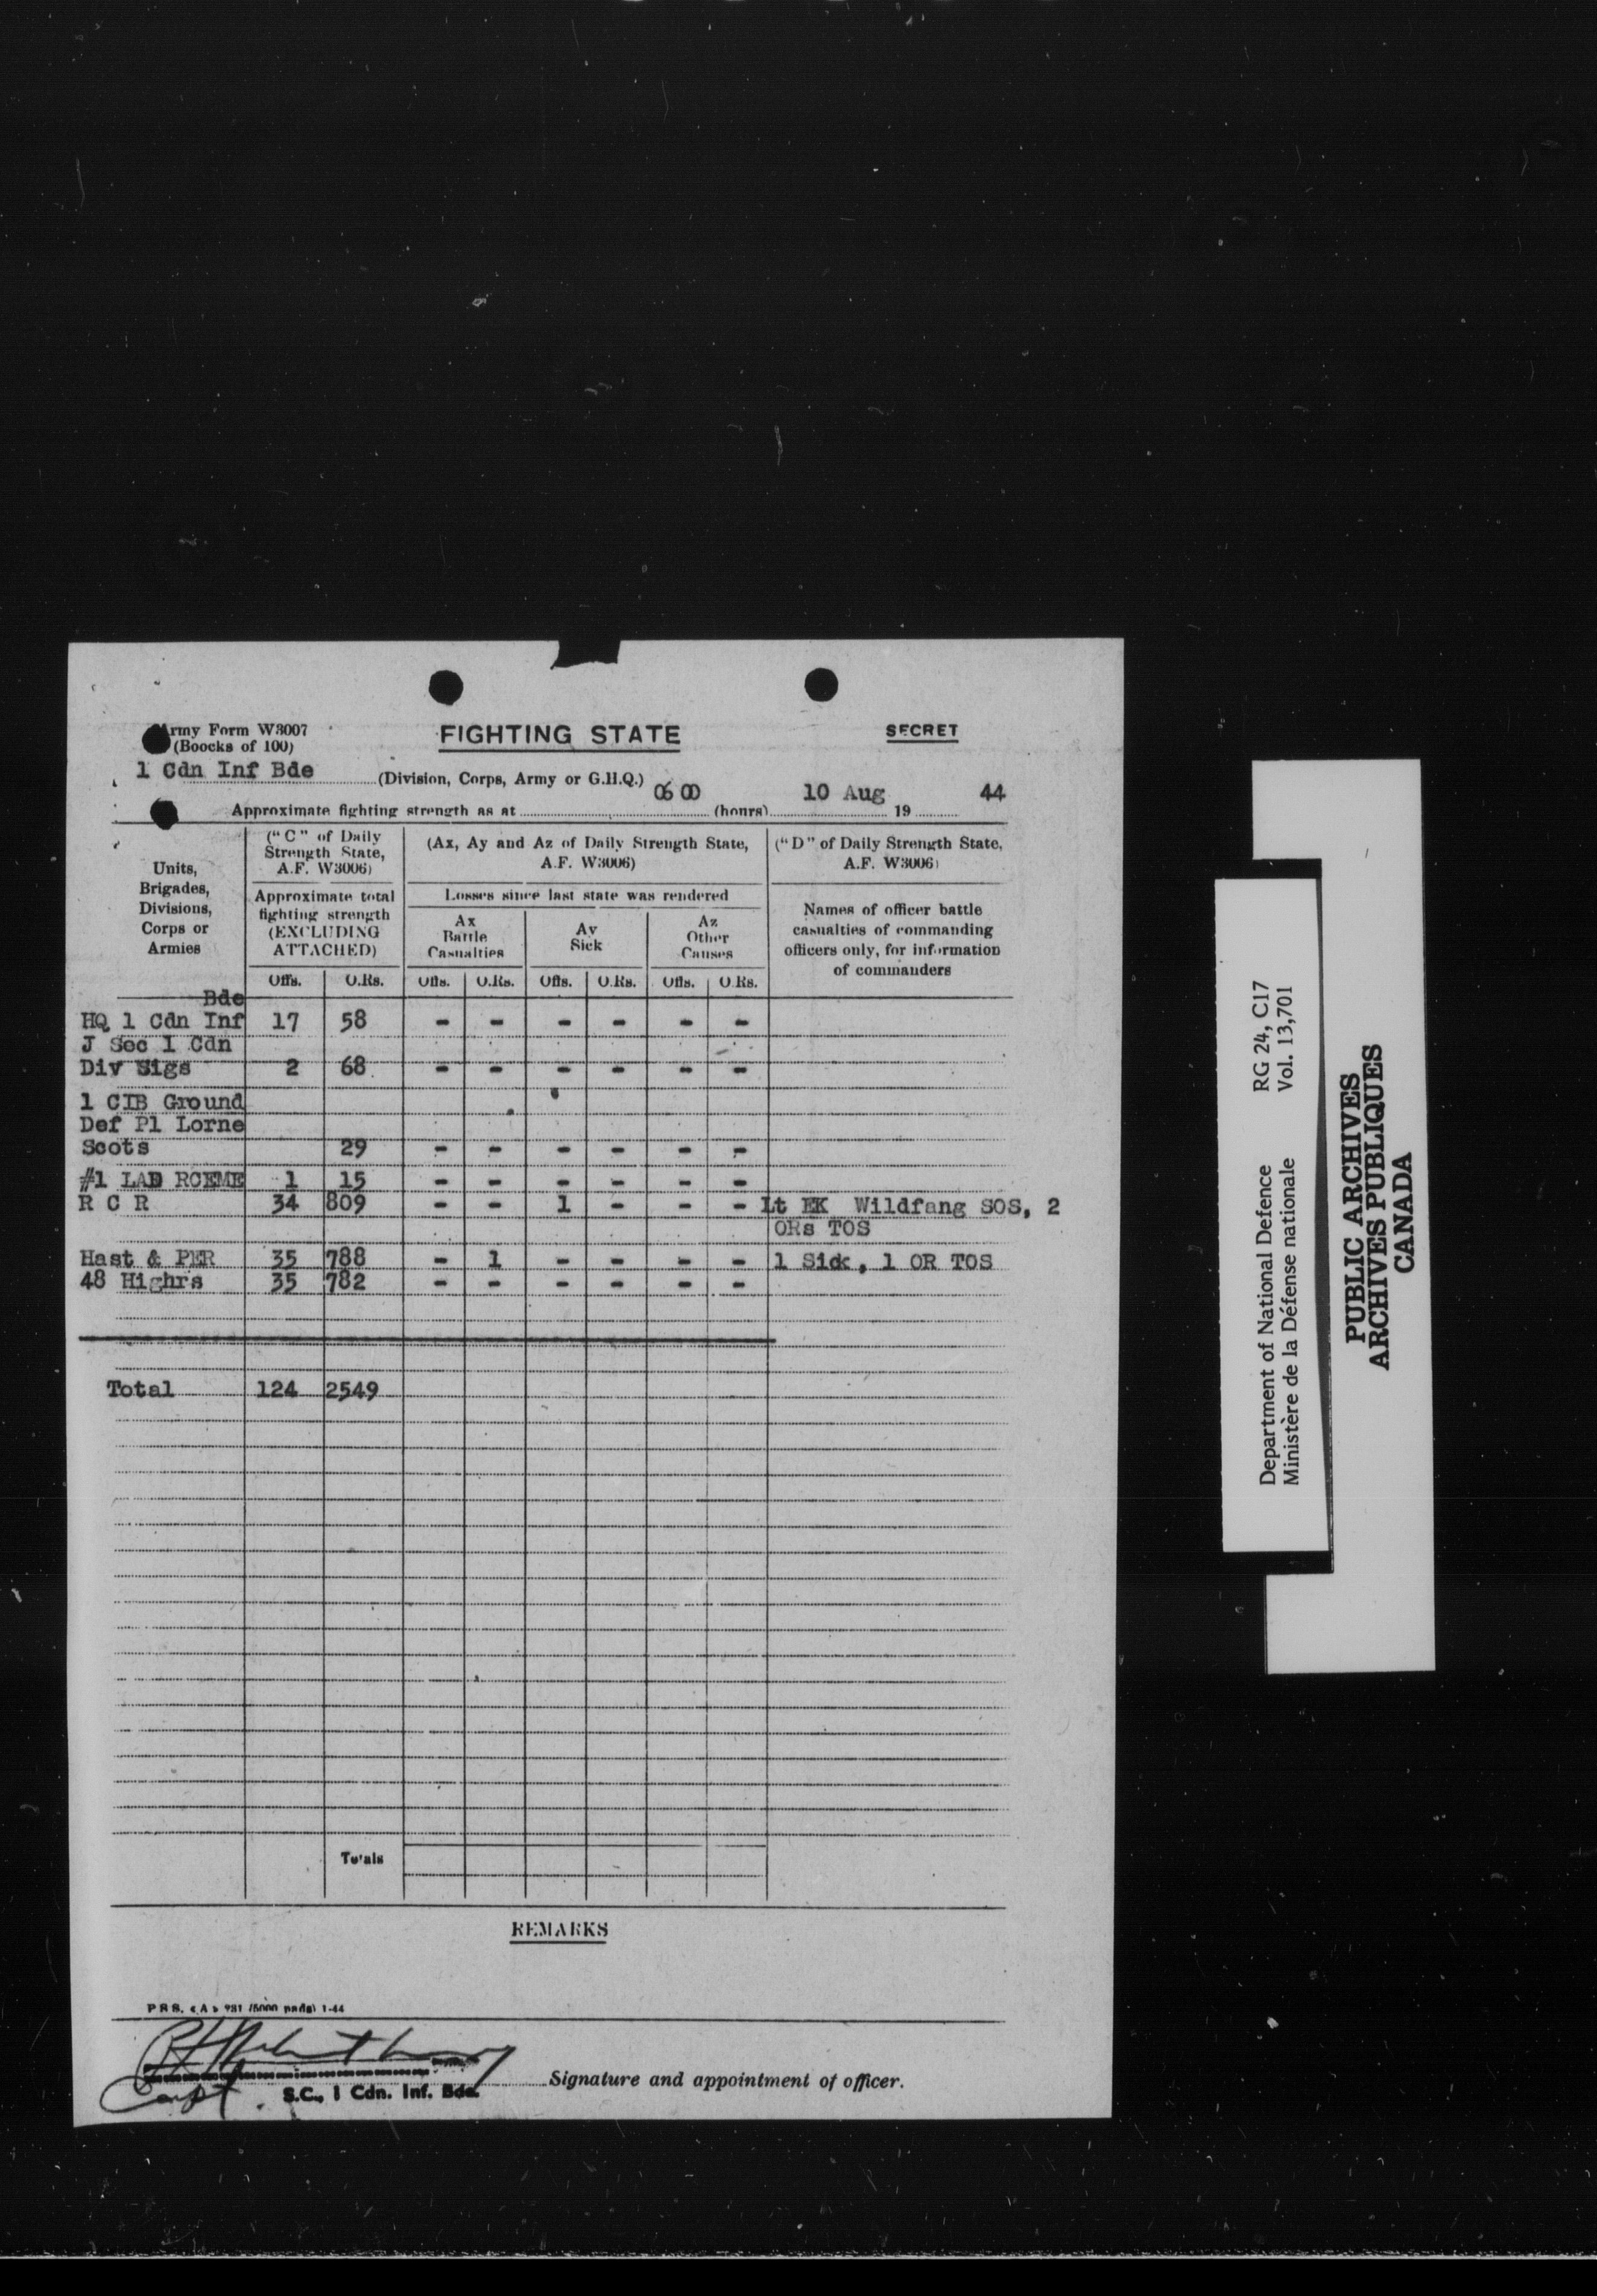 Army Form W3007
(Boocks of 100)
FIGHTING STATE
SECRET
1 Cdn Inf Bde (Division, Corps, Army or G.H.Q.)
Approximate fighting strength as at 0600 (hours) 10 Aug 19 44
Units, Brigades, Divisions, Corps or Armies
("C" of Daily Strength State, A.F. W3006)
Approximate total fighting strength (EXCLUDING ATTACHED)
(Ax, Ay and Az of Daily Strength State, A.F. W3006)
Losses since last state was rendered
Ax Battle Casualties
Ay Sick
Az Other Causes
("D" of Daily Strength State, A.F. W3006)
Names of officer battle casualties of commanding officers only, for information of commanders
Offs. O.Rs. Offs. O.Rs. Offs. O.Rs. Offs. O.Rs.
Bde
HQ 1 Cdn Inf 17 58 - - - - - -
J Sec 1 Cdn
Div Sigs 2 68 - - - - - -
1 CIB Ground
Def Pl Lorne
Scots 29 - - - - - -
#1 LAD RCEME 1 15 - - - - - -
R C R 34 809 - - 1 - - - Lt EK Wildfang SOS, 2
ORs TOS
Hast & PER 35 788 - 1 - - - - 1 Sick, 1 OR TOS
48 Highrs 35 782 - - - - - -
Total 124 2549
Totals
REMARKS
P.R.S. «A» 981 (5000 pads) 1-44
Capt.
S.C., 1 Cdn. Inf. Bde.
Signature and appointment of officer.
Department of National Defence RG 24, C17
Ministère de la Défense nationale Vol. 13,701
PUBLIC ARCHIVES
ARCHIVES PUBLIQUES
CANADA